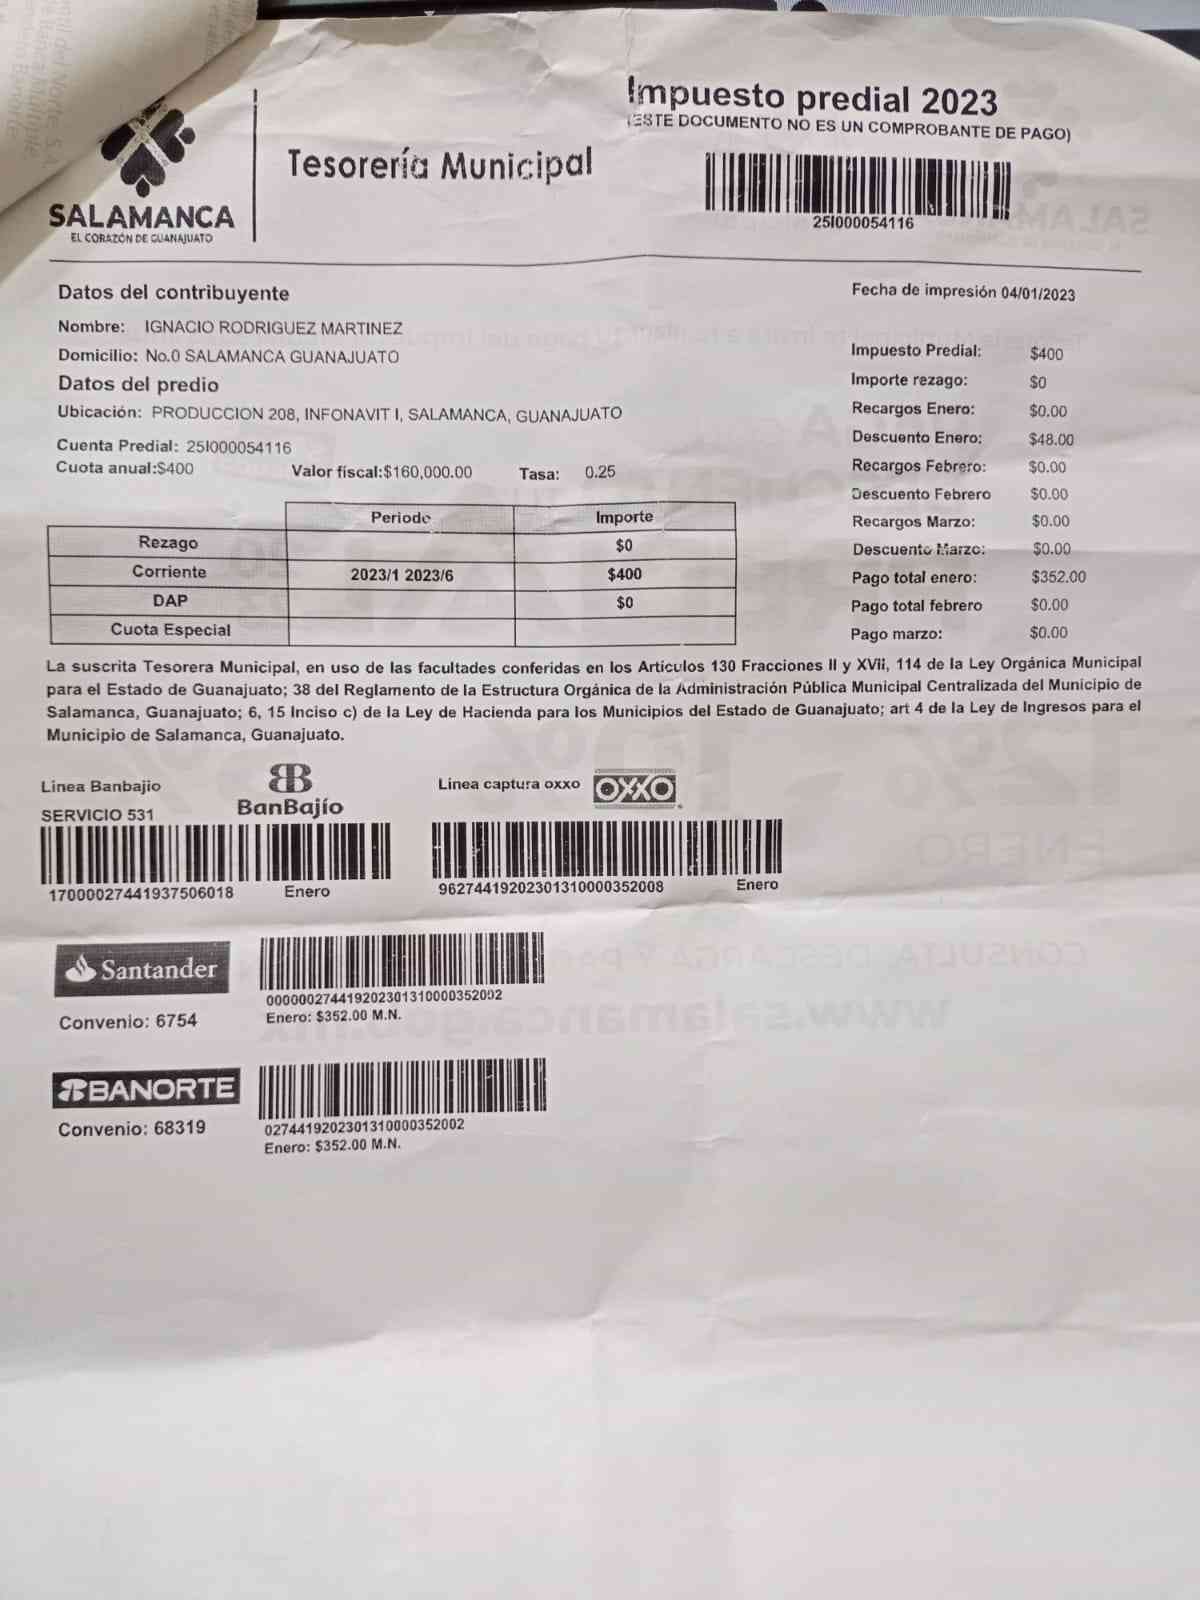 Impuesto predial 2023
(ESTE DOCUMENTO NO ES UN COMPROBANTE DE PAGO)
Tesorería Municipal
SALAMANCA
EL CORAZÓN DE GUANAJUATO
25I000054116
Datos del contribuyente
Nombre: IGNACIO RODRIGUEZ MARTINEZ
Domicilio: No.0 SALAMANCA GUANAJUATO
Datos del predio
Ubicación: PRODUCCION 208, INFONAVIT I, SALAMANCA, GUANAJUATO
Cuenta Predial: 25I000054116
Cuota anual:$400 Valor fiscal:$160,000.00 Tasa: 0.25
Periodo Importe
Rezago $0
Corriente 2023/1 2023/6 $400
DAP $0
Cuota Especial
Fecha de impresión 04/01/2023
Impuesto Predial: $400
Importe rezago: $0
Recargos Enero: $0.00
Descuento Enero: $48.00
Recargos Febrero: $0.00
Descuento Febrero $0.00
Recargos Marzo: $0.00
Descuento Marzo: $0.00
Pago total enero: $352.00
Pago total febrero $0.00
Pago marzo: $0.00
La suscrita Tesorera Municipal, en uso de las facultades conferidas en los Articulos 130 Fracciones II y XVii, 114 de la Ley Orgánica Municipal
para el Estado de Guanajuato; 38 del Reglamento de la Estructura Orgánica de la Administración Pública Municipal Centralizada del Municipio de
Salamanca, Guanajuato; 6, 15 Inciso c) de la Ley de Hacienda para los Municipios del Estado de Guanajuato; art 4 de la Ley de Ingresos para el
Municipio de Salamanca, Guanajuato.
Linea Banbajio
SERVICIO 531
BanBajío
17000027441937506018 Enero
Linea captura oxxo OXXO
96274419202301310000352008 Enero
Santander
Convenio: 6754
00000027441920230131000035 2002
Enero: $352.00 M.N.
BANORTE
Convenio: 68319
0274419202301310000352002
Enero: $352.00 M.N.